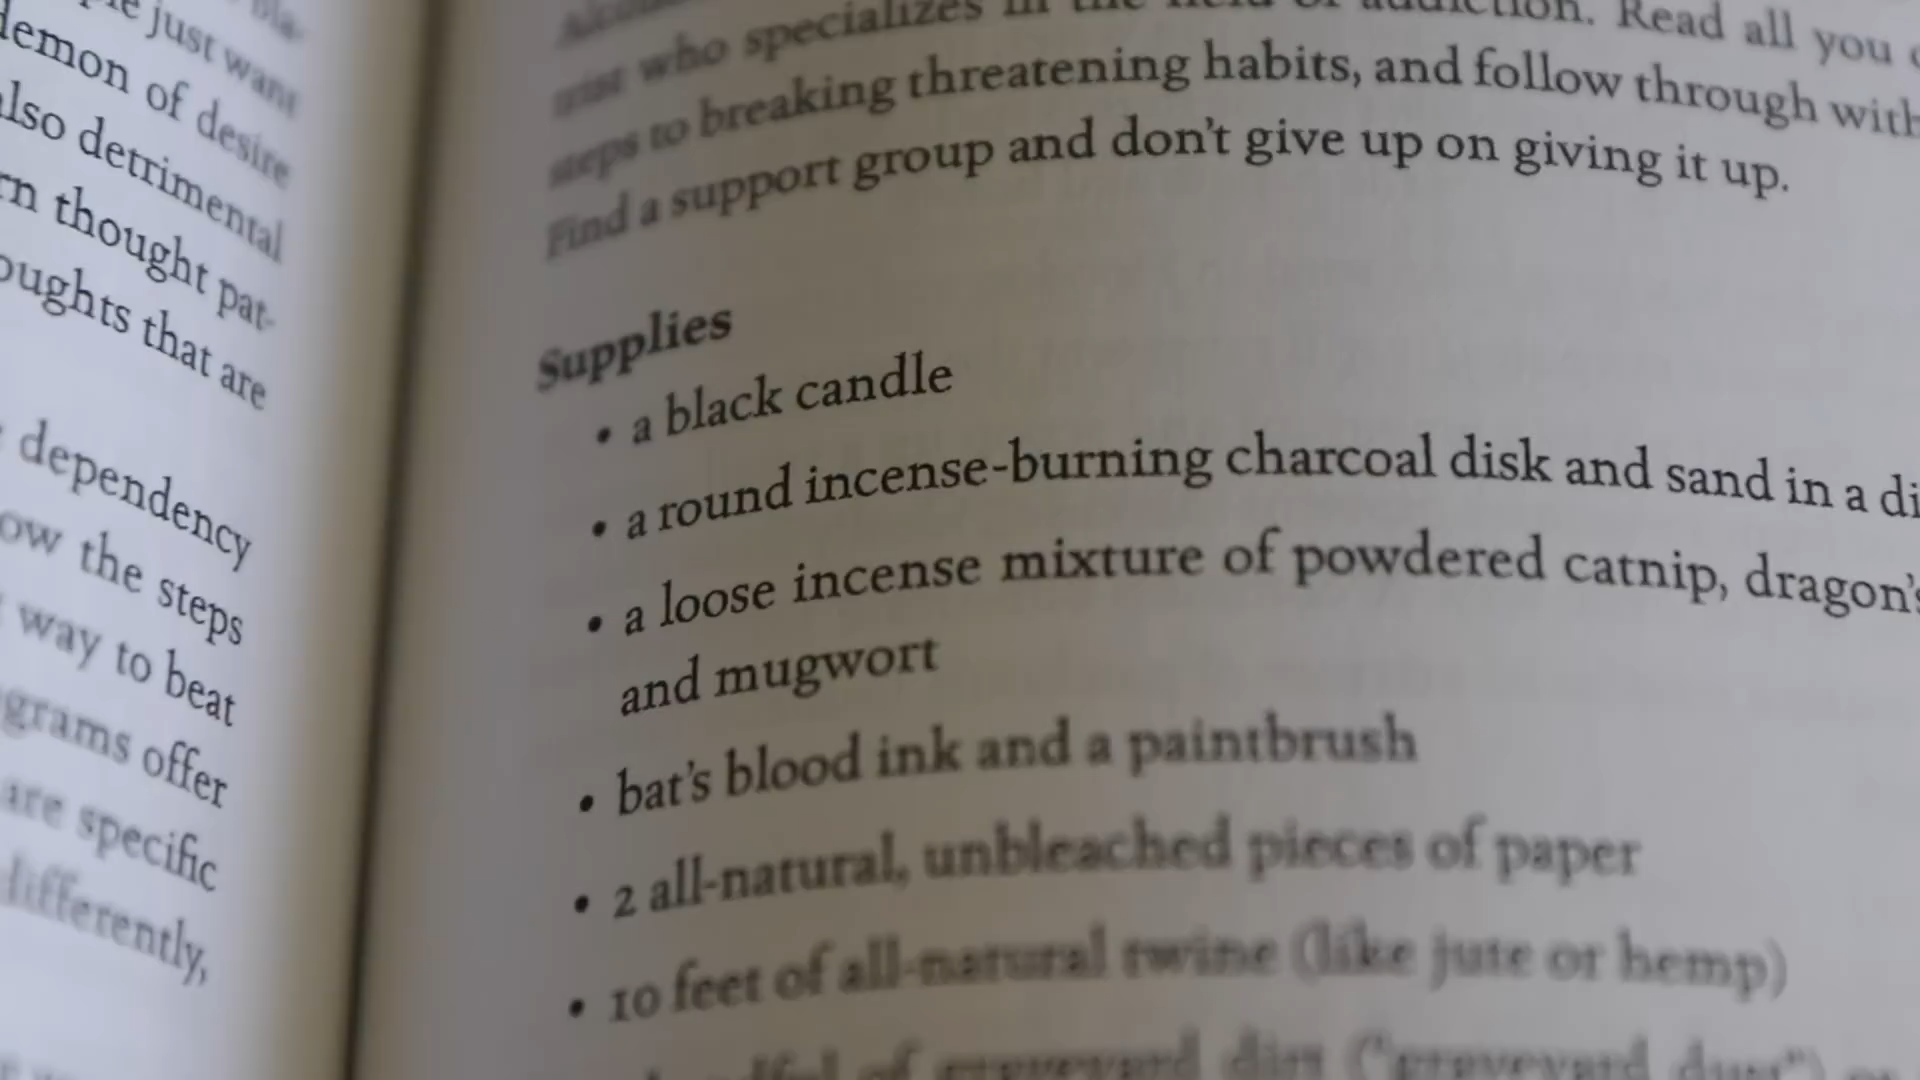 just want
demon of desire
also detrimental
thought pat-
oughts that are
dependency
ow the steps
way to beat
grams offer
are specific
differently,
who specializes in the field of addiction. Read all you
steps to breaking threatening habits, and follow through with
Find a support group and don't give up on giving it up.
Supplies
• a black candle
• a round incense-burning charcoal disk and sand in a di
• a loose incense mixture of powdered catnip, dragon's
and mugwort
• bat's blood ink and a paintbrush
• 2 all-natural, unbleached pieces of paper
• 10 feet of all-natural twine (like jute or hemp)
of graveyard dirt ("graveyard dust")